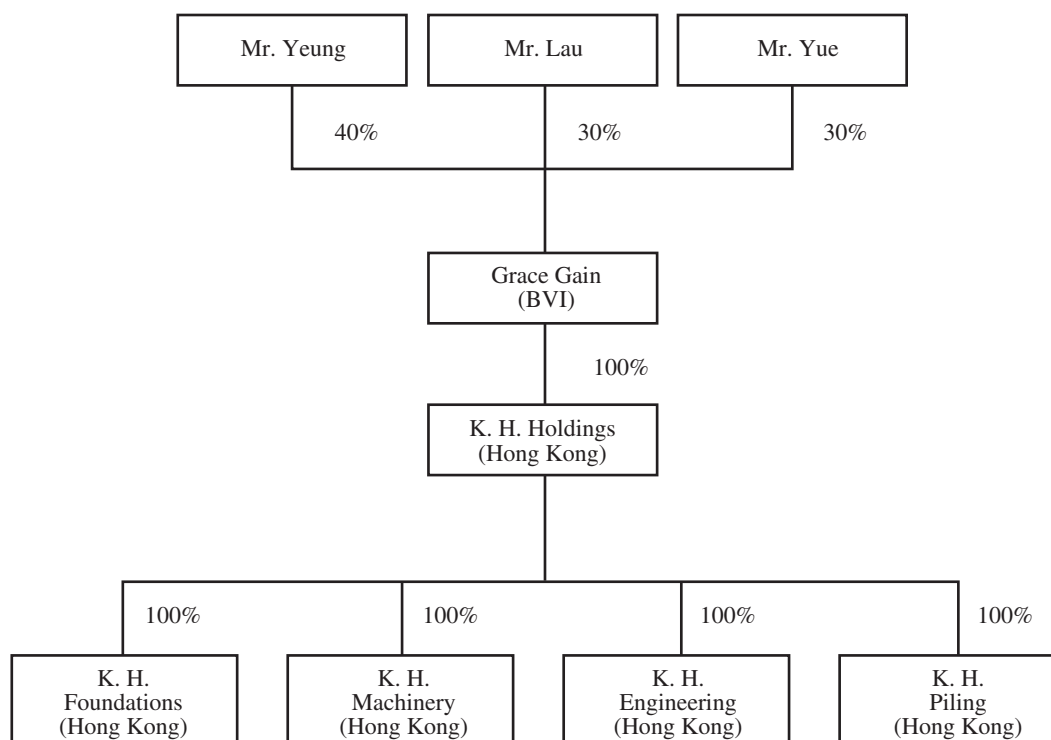 Mr. Yeung
Mr. Lau
Mr. Yue
40%
30%
30%
Grace Gain
(BVI)
100%
K. H. Holdings
(Hong Kong)
100%
100%
100%
100%
K. H.
Foundations
(Hong Kong)
K. H.
Machinery
(Hong Kong)
K. H.
Engineering
(Hong Kong)
K. H.
Piling
(Hong Kong)